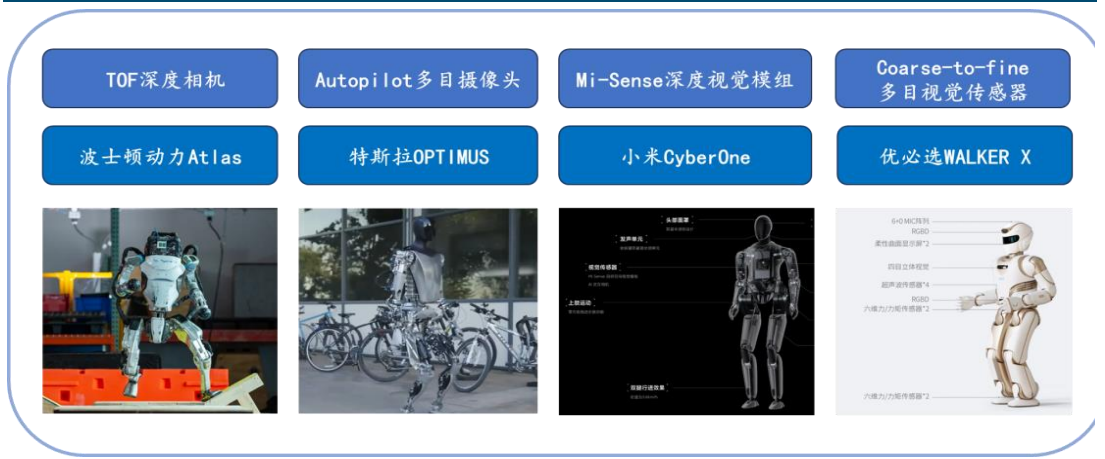 TOF深度相机
Autopilot多目摄像头
Mi-Sense深度视觉模组
Coarse-to-fine
多目视觉传感器
波士顿动力Atlas
特斯拉OPTIMUS
小米CyberOne
优必选WALKER X
头部面罩
发声单元
视觉传感器
上部运动
双腿行进效果
6+0 MIC阵列
RGBD
柔性曲面显示屏*2
四目立体视觉
超声波传感器*4
RGBD
六维力/力矩传感器*2
六维力/力矩传感器*2